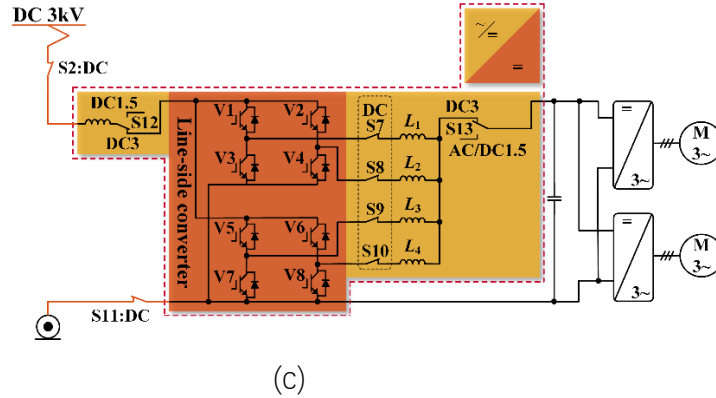 DC 3kV
S2:DC
~/=
=
DC1.5
S12
DC3
Line-side converter
V1
V2
DC
S7
L1
DC3
S13
AC/DC1.5
V3
V4
S8
L2
S9
L3
V5
V6
S10
L4
V7
V8
S11:DC
=
3~
M
3~
=
3~
M
3~
(c)